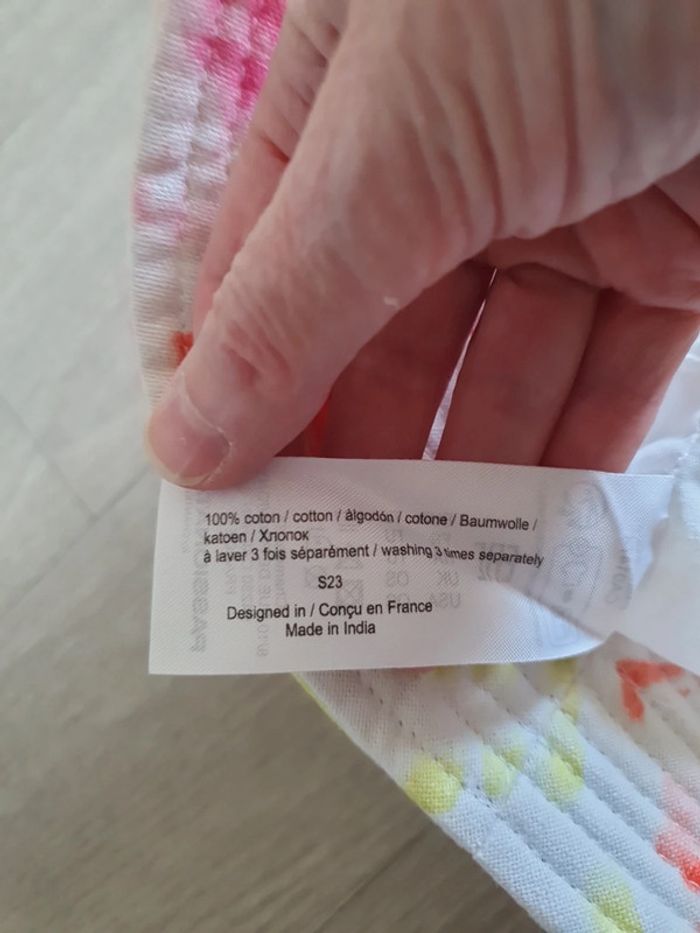 100% coton / cotton / àlgodón / cotone / Baumwolle /
katoen / Хлопок
à laver 3 fois séparément / washing 3 times separately
S23
Designed in / Conçu en France
Made in India